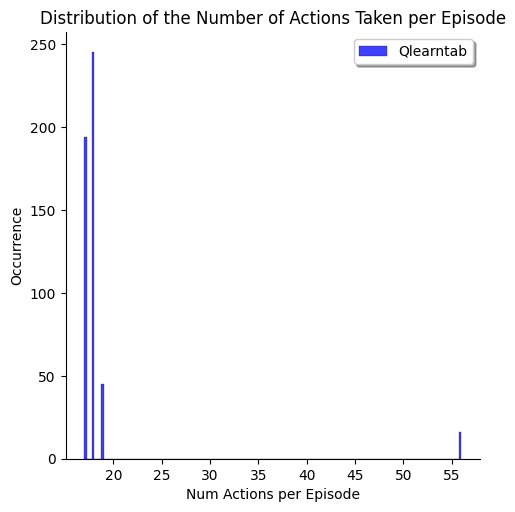 Distribution of the Number of Actions Taken per Episode
Qlearntab
250
200
150
100
50
0
Occurrence
20 25 30 35 40 45 50 55
Num Actions per Episode